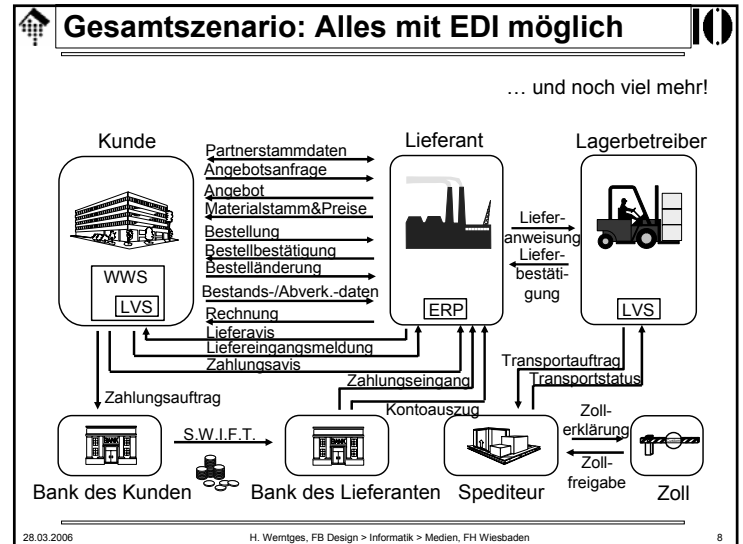 Gesamtszenario: Alles mit EDI möglich
… und noch viel mehr!
Kunde
Lieferant
Lagerbetreiber
Partnerstammdaten
Angebotsanfrage
Angebot
Materialstamm&Preise
Bestellung
Bestellbestätigung
Bestelländerung
Bestands-/Abverk.-daten
Rechnung
Lieferavis
Liefereingangsmeldung
Zahlungsavis
WWS
LVS
ERP
Liefer-
anweisung
Liefer-
bestäti-
gung
LVS
Zahlungseingang
Kontoauszug
Transportauftrag
Transportstatus
Zahlungsauftrag
S.W.I.F.T.
BANK
BANK
Zoll-
erklärung
Zoll-
freigabe
Bank des Kunden
Bank des Lieferanten
Spediteur
Zoll
28.03.2006
H. Werntges, FB Design > Informatik > Medien, FH Wiesbaden
8